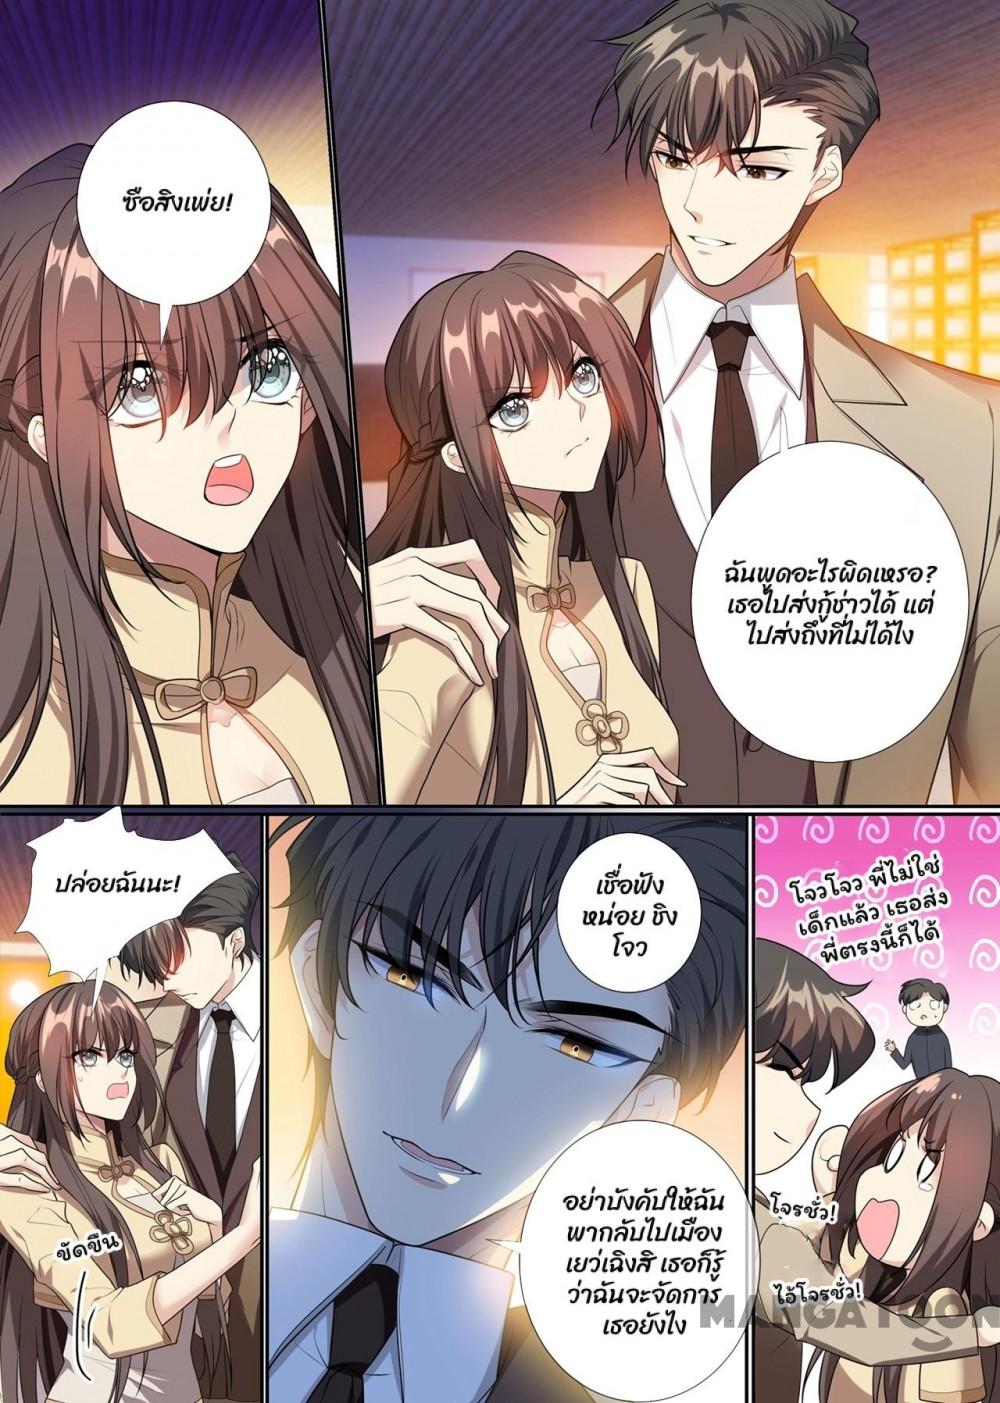 ซือสิงเพ่ย!
ฉันพูดอะไรผิดเหรอ?
เธอไปส่งกู้ช่าวได้ แต่
ไปส่งถึงที่ไม่ได้ไง
ปล่อยฉันนะ!
ขัดขืน
เชื่อฟัง
หน่อย ชิง
โจว
อย่าบังคับให้ฉัน
พากลับไปเมือง
เยว่เฉิงสิ เธอก็รู้
ว่าฉันจะจัดการ
เธอยังไง
โจวโจว พี่ไม่ใช่
เด็กแล้ว เธอส่ง
พี่ตรงนี้ก็ได้
โจรชั่ว!
ไอ้โจรชั่ว!
MANGATOON